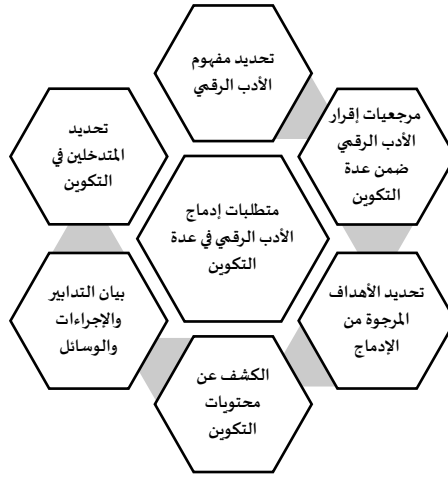 تحديد مفهوم
الأدب الرقمي
مرجعيات إقرار
الأدب الرقمي
ضمن عدة
التكوين
تحديد الأهداف
المرجوة من
الإدماج
الكشف عن
محتويات
التكوين
بيان التدابير
والإجراءات
والوسائل
تحديد
المتدخلين في
التكوين
متطلبات إدماج
الأدب الرقمي في عدة
التكوين